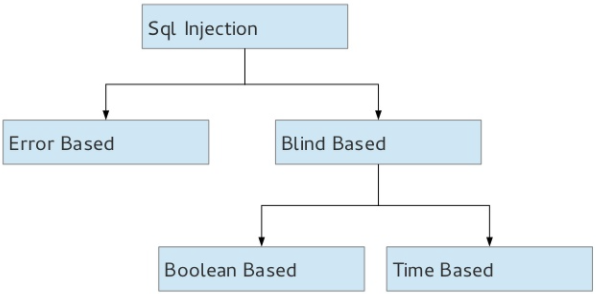 Sql Injection
Error Based
Blind Based
Boolean Based
Time Based